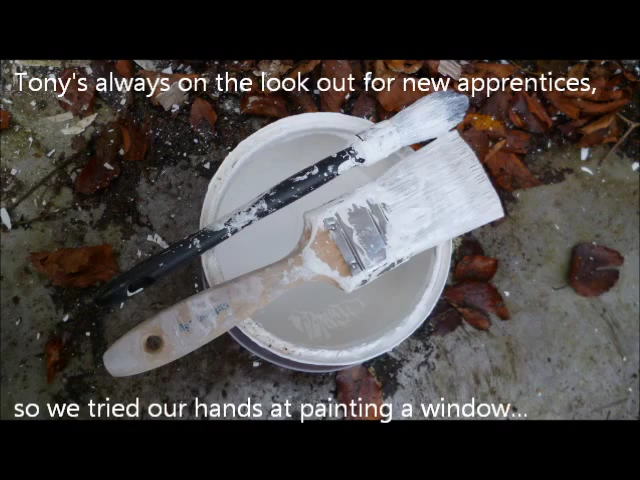 Tony's always on the look out for new apprentices,
so we tried our hands at painting a window...